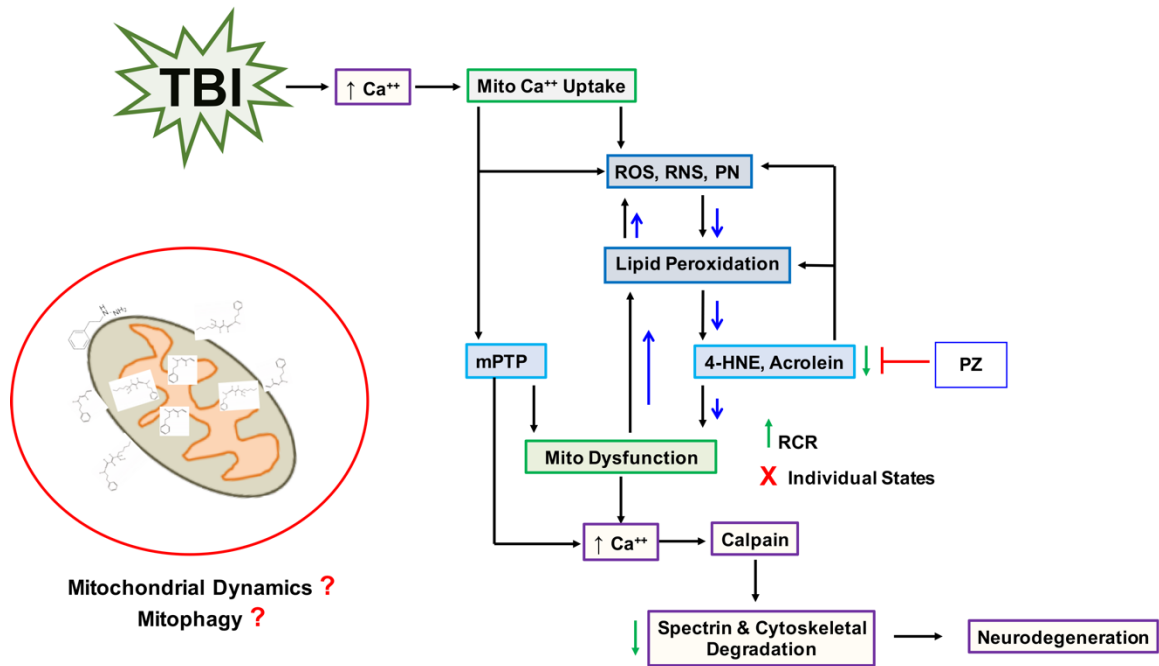 TBI
↑ Ca⁺⁺
Mito Ca⁺⁺ Uptake
ROS, RNS, PN
Lipid Peroxidation
mPTP
4-HNE, Acrolein
PZ
↑ RCR
X Individual States
Mito Dysfunction
↑ Ca⁺⁺
Calpain
Spectrin & Cytoskeletal
Degradation
Neurodegeneration
H
N
NH₂
Mitochondrial Dynamics ?
Mitophagy ?